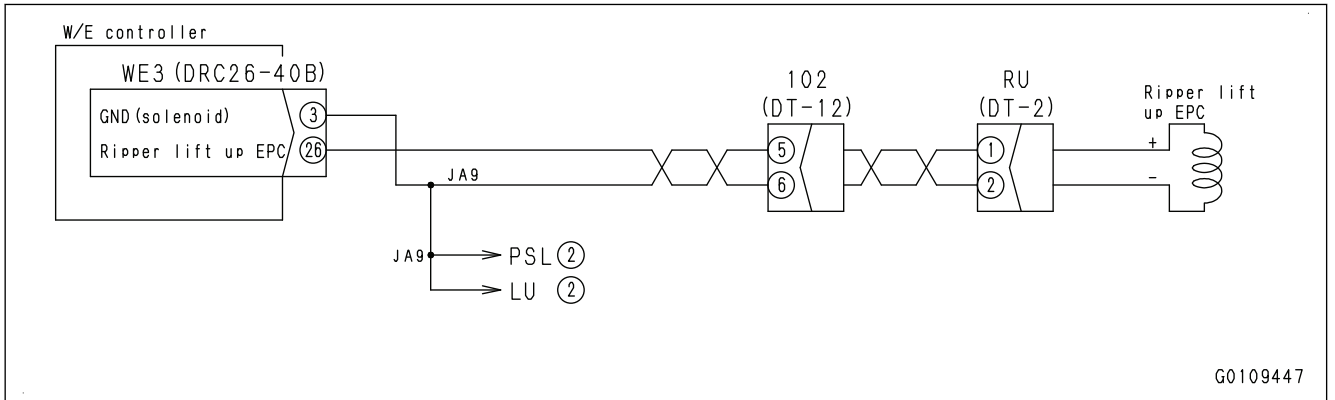 W/E controller
WE3 (DRC26-40B)
GND (solenoid) 3
Ripper lift up EPC 26
JA9
JA9
PSL 2
LU 2
102
(DT-12)
5
6
RU
(DT-2)
1
2
Ripper lift
up EPC
+
-
G0109447